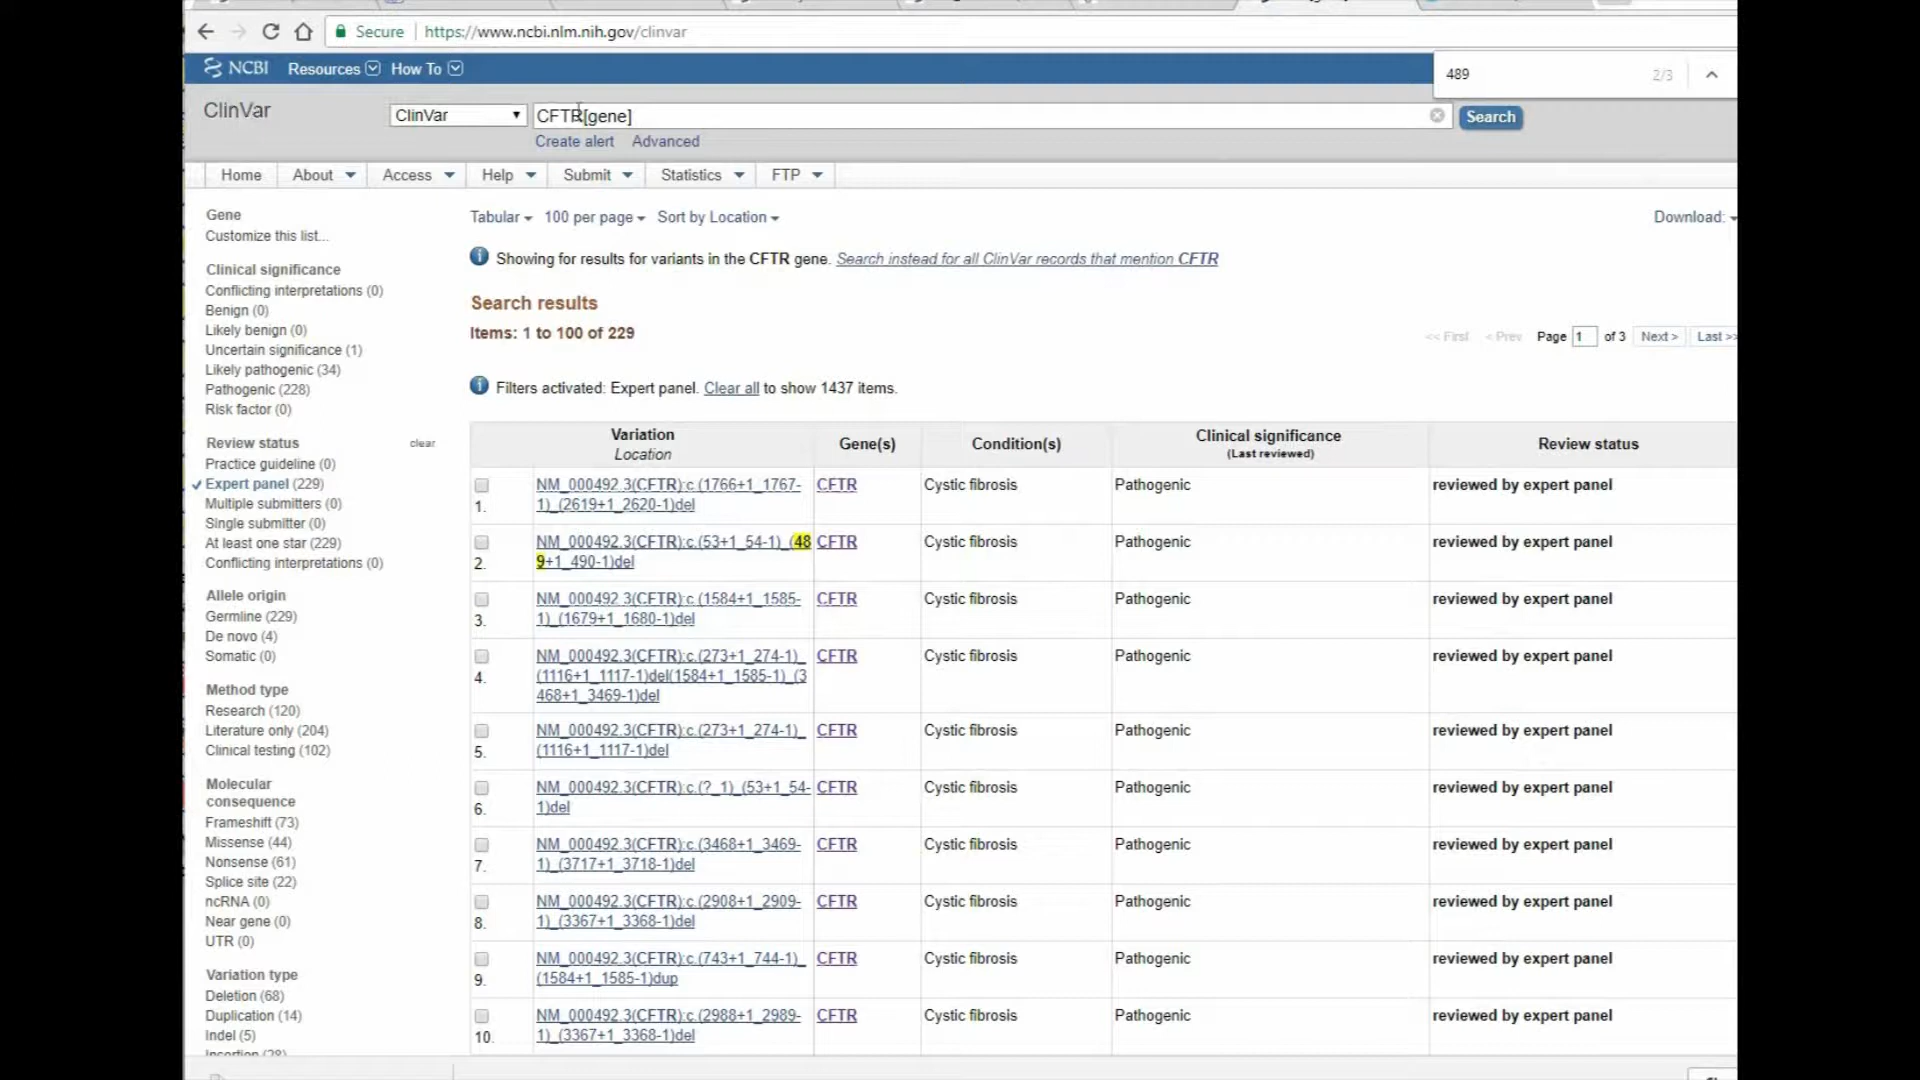 Secure https://www.ncbi.nlm.nih.gov/clinvar
NCBI Resources How To
489 2/3
ClinVar ClinVar CFTR[gene] Search
Create alert Advanced
Home About Access Help Submit Statistics FTP
Gene
Customize this list...
Clinical significance
Conflicting interpretations (0)
Benign (0)
Likely benign (0)
Uncertain significance (1)
Likely pathogenic (34)
Pathogenic (228)
Risk factor (0)
Review status clear
Practice guideline (0)
Expert panel (229)
Multiple submitters (0)
Single submitter (0)
At least one star (229)
Conflicting interpretations (0)
Allele origin
Germline (229)
De novo (4)
Somatic (0)
Method type
Research (120)
Literature only (204)
Clinical testing (102)
Molecular
consequence
Frameshift (73)
Missense (44)
Nonsense (61)
Splice site (22)
ncRNA (0)
Near gene (0)
UTR (0)
Variation type
Deletion (68)
Duplication (14)
Indel (5)
Insertion (28)
Tabular 100 per page Sort by Location Download:
Showing for results for variants in the CFTR gene. Search instead for all ClinVar records that mention CFTR
Search results
Items: 1 to 100 of 229
<< First < Prev Page 1 of 3 Next > Last >>
Filters activated: Expert panel. Clear all to show 1437 items.
Variation
Location
Gene(s)
Condition(s)
Clinical significance
(Last reviewed)
Review status
NM_000492.3(CFTR):c.(1766+1_1767- CFTR Cystic fibrosis Pathogenic reviewed by expert panel
1. 1)_(2619+1_2620-1)del
NM_000492.3(CFTR):c.(53+1_54-1)_(48 CFTR Cystic fibrosis Pathogenic reviewed by expert panel
2. 9+1_490-1)del
NM_000492.3(CFTR):c.(1584+1_1585- CFTR Cystic fibrosis Pathogenic reviewed by expert panel
3. 1)_(1679+1_1680-1)del
NM_000492.3(CFTR):c.(273+1_274-1)_ CFTR Cystic fibrosis Pathogenic reviewed by expert panel
4. (1116+1_1117-1)del(1584+1_1585-1)_(3
468+1_3469-1)del
NM_000492.3(CFTR):c.(273+1_274-1)_ CFTR Cystic fibrosis Pathogenic reviewed by expert panel
5. (1116+1_1117-1)del
NM_000492.3(CFTR):c.(?_1)_(53+1_54- CFTR Cystic fibrosis Pathogenic reviewed by expert panel
6. 1)del
NM_000492.3(CFTR):c.(3468+1_3469- CFTR Cystic fibrosis Pathogenic reviewed by expert panel
7. 1)_(3717+1_3718-1)del
NM_000492.3(CFTR):c.(2908+1_2909- CFTR Cystic fibrosis Pathogenic reviewed by expert panel
8. 1)_(3367+1_3368-1)del
NM_000492.3(CFTR):c.(743+1_744-1)_ CFTR Cystic fibrosis Pathogenic reviewed by expert panel
9. (1584+1_1585-1)dup
NM_000492.3(CFTR):c.(2988+1_2989- CFTR Cystic fibrosis Pathogenic reviewed by expert panel
10. 1)_(3367+1_3368-1)del